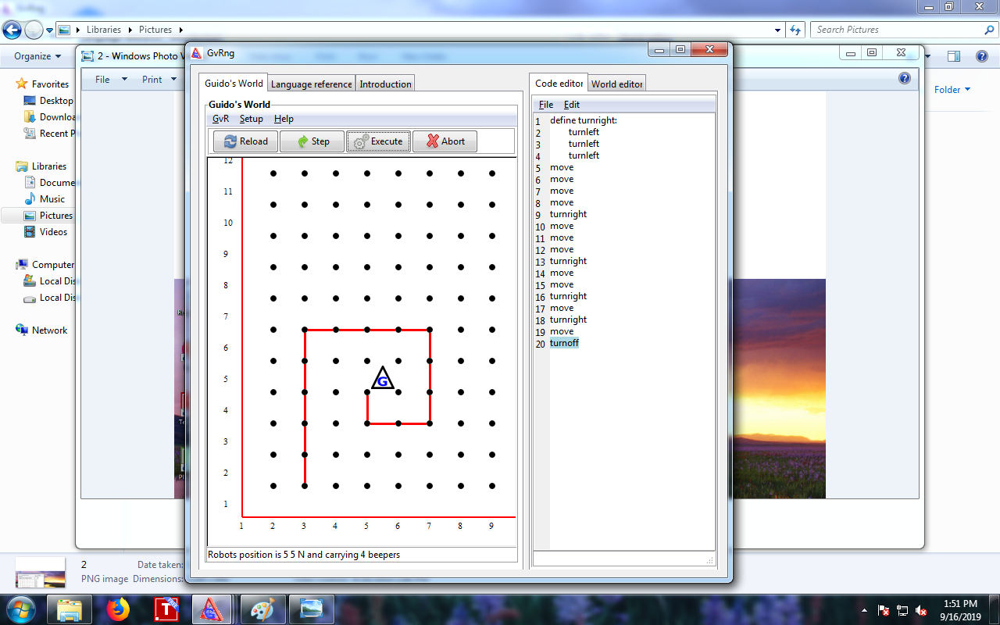 Libraries
Pictures
Search Pictures
Organize
2 - Windows Photo V
GvRng
File
Print
Folder
Favorites
Desktop
Downloa
Recent P
Libraries
Docume
Music
Pictures
Videos
Computer
Local Dis
Local Dis
Network
Guido's World
Language reference
Introduction
Guido's World
GvR
Setup
Help
Reload
Step
Execute
Abort
12
11
10
9
8
7
6
5
4
3
2
1
G
1 2 3 4 5 6 7 8 9
Robots position is 5 5 N and carrying 4 beepers
Code editor
World editor
File
Edit
1 define turnright:
2 turnleft
3 turnleft
4 turnleft
5 move
6 move
7 move
8 move
9 turnright
10 move
11 move
12 move
13 turnright
14 move
15 move
16 turnright
17 move
18 turnright
19 move
20 turnoff
2
Date taken:
PNG image
Dimensions:
1:51 PM
9/16/2019